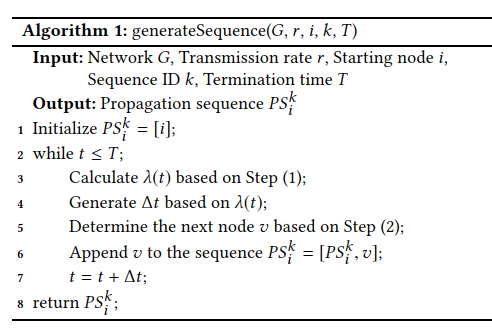 Algorithm 1: generateSequence(G, r, i, k, T)
Input: Network G, Transmission rate r, Starting node i,
Sequence ID k, Termination time T
Output: Propagation sequence PS_i^k
1 Initialize PS_i^k = [i];
2 while t ≤ T;
3 Calculate λ(t) based on Step (1);
4 Generate Δt based on λ(t);
5 Determine the next node v based on Step (2);
6 Append v to the sequence PS_i^k = [PS_i^k, v];
7 t = t + Δt;
8 return PS_i^k;